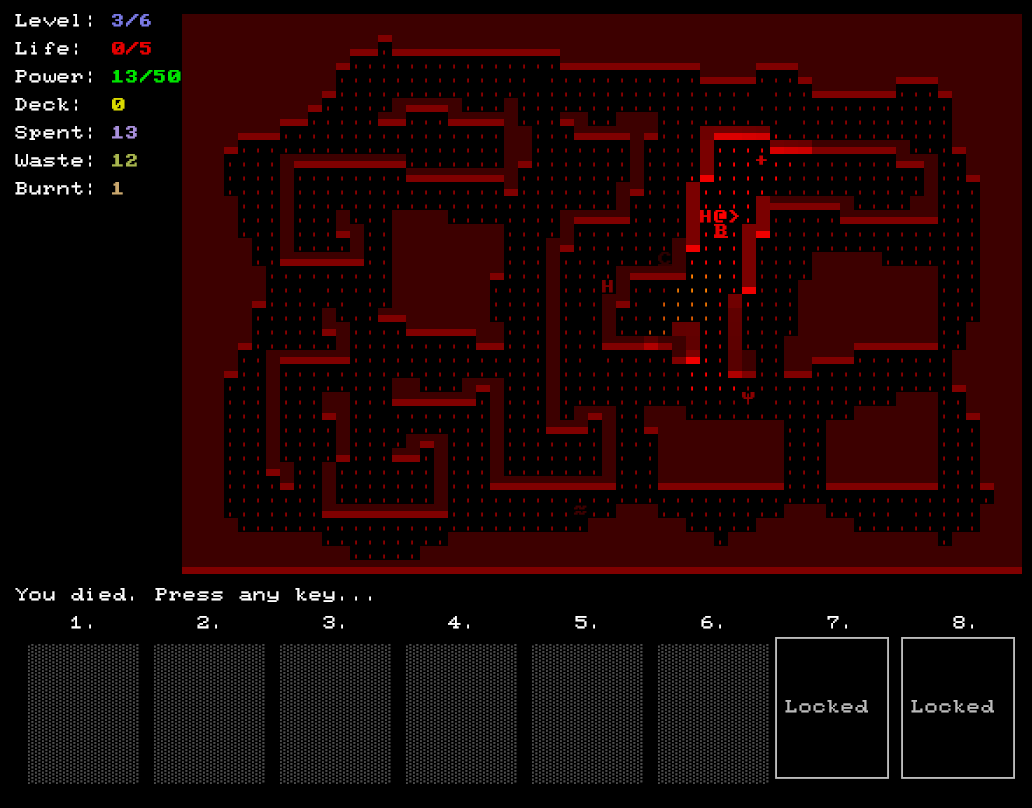 Level: 3/6
Life: 0/5
Power: 13/50
Deck: 0
Spent: 13
Waste: 12
Burnt: 1
+
H@>
B
H
ψ
You died. Press any key...
1. 2. 3. 4. 5. 6. 7. 8.
Locked Locked